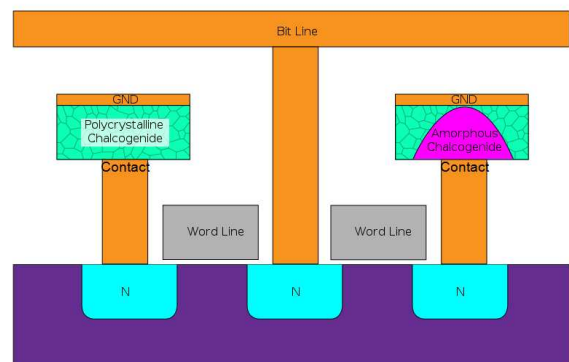 Bit Line
GND
GND
Polycrystalline
Chalcogenide
Amorphous
Chalcogenide
Contact
Contact
Word Line
Word Line
N
N
N